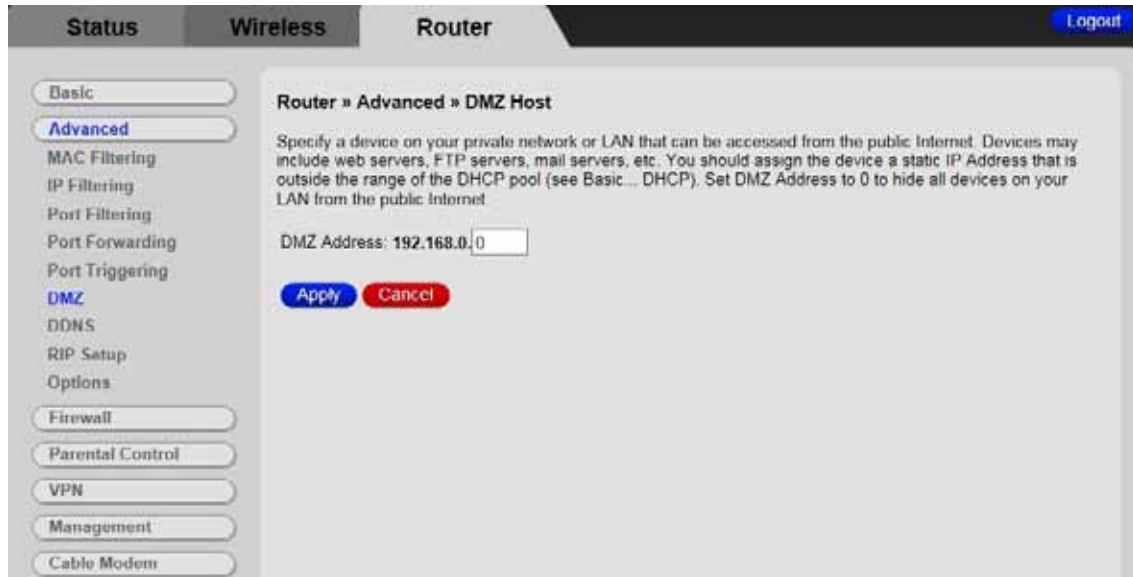 Status
Wireless
Router
Logout
Basic
Advanced
MAC Filtering
IP Filtering
Port Filtering
Port Forwarding
Port Triggering
DMZ
DDNS
RIP Setup
Options
Firewall
Parental Control
VPN
Management
Cable Modem
Router » Advanced » DMZ Host
Specify a device on your private network or LAN that can be accessed from the public Internet. Devices may
include web servers, FTP servers, mail servers, etc. You should assign the device a static IP Address that is
outside the range of the DHCP pool (see Basic... DHCP). Set DMZ Address to 0 to hide all devices on your
LAN from the public Internet
DMZ Address: 192.168.0.0
Apply
Cancel